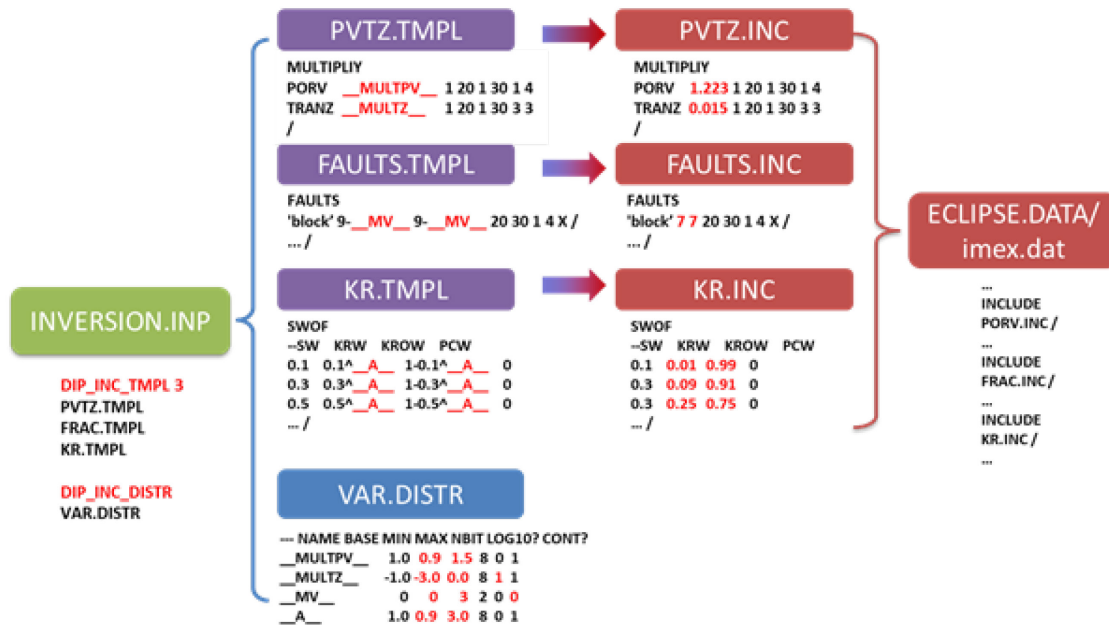 INVERSION.INP
DIP_INC_TMPL 3
PVTZ.TMPL
FRAC.TMPL
KR.TMPL
DIP_INC_DISTR
VAR.DISTR
PVTZ.TMPL
MULTIPLIY
PORV __MULTPV__ 1 20 1 30 1 4
TRANZ __MULTZ__ 1 20 1 30 3 3
/
FAULTS.TMPL
FAULTS
'block' 9-__MV__ 9-__MV__ 20 30 1 4 X /
... /
KR.TMPL
SWOF
--SW KRW KROW PCW
0.1 0.1^__A__ 1-0.1^__A__ 0
0.3 0.3^__A__ 1-0.3^__A__ 0
0.5 0.5^__A__ 1-0.5^__A__ 0
... /
VAR.DISTR
--- NAME BASE MIN MAX NBIT LOG10? CONT?
__MULTPV__ 1.0 0.9 1.5 8 0 1
__MULTZ__ -1.0 -3.0 0.0 8 1 1
__MV__ 0 0 3 2 0 0
__A__ 1.0 0.9 3.0 8 0 1
PVTZ.INC
MULTIPLIY
PORV 1.223 1 20 1 30 1 4
TRANZ 0.015 1 20 1 30 3 3
/
FAULTS.INC
FAULTS
'block' 7 7 20 30 1 4 X /
... /
KR.INC
SWOF
--SW KRW KROW PCW
0.1 0.01 0.99 0
0.3 0.09 0.91 0
0.3 0.25 0.75 0
... /
ECLIPSE.DATA/
imex.dat
...
INCLUDE
PORV.INC /
...
INCLUDE
FRAC.INC /
...
INCLUDE
KR.INC /
...